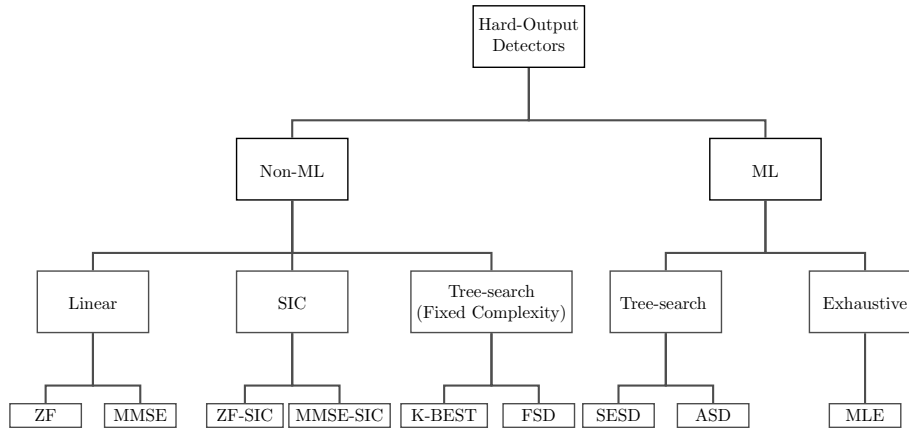 Hard-Output
Detectors
Non-ML
ML
Linear
SIC
Tree-search
(Fixed Complexity)
Tree-search
Exhaustive
ZF
MMSE
ZF-SIC
MMSE-SIC
K-BEST
FSD
SESD
ASD
MLE